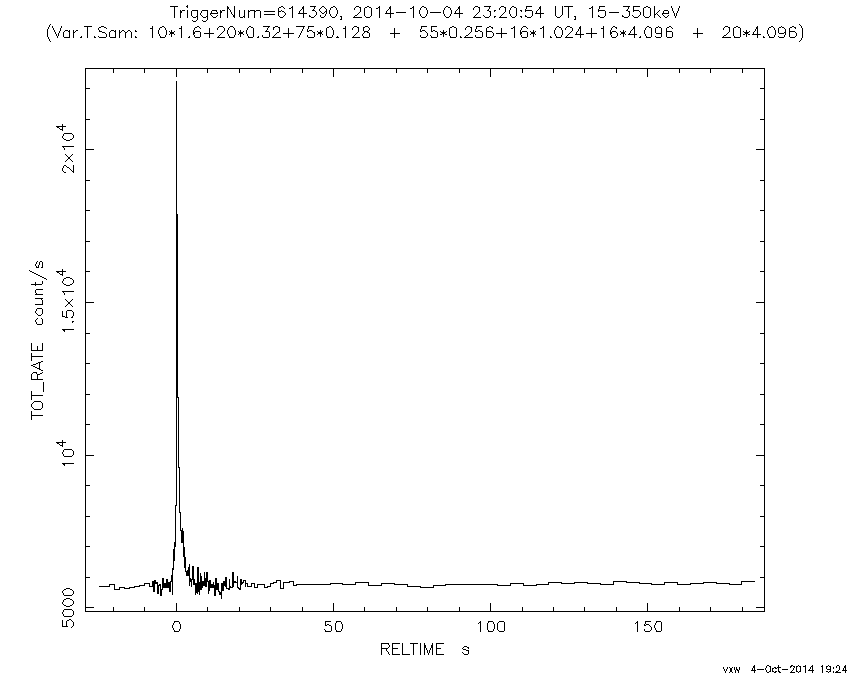 TriggerNum=614390, 2014-10-04 23:20:54 UT, 15-350keV
(Var.T.Sam: 10*1.6+20*0.32+75*0.128 + 55*0.256+16*1.024+16*4.096 + 20*4.096)
TOT_RATE count/s
2×10⁴
1.5×10⁴
10⁴
5000
0
50
100
150
RELTIME s
vxw 4-Oct-2014 19:24